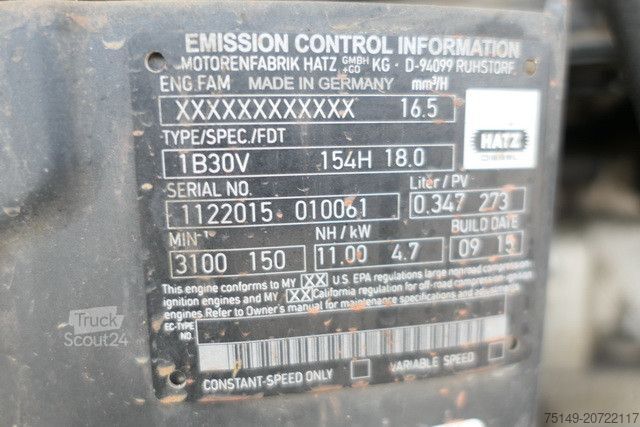 EMISSION CONTROL INFORMATION
MOTORENFABRIK HATZ GMBH +CO KG · D-94099 RUHSTORF
ENG.FAM MADE IN GERMANY mm³/H
XXXXXXXXXXXX 16.5
HATZ
DIESEL
TYPE/SPEC./FDT
1B30V 154H 18.0
SERIAL NO. Liter / PV
1122015 010061 0.347 273
MIN⁻¹ NH / kW BUILD DATE
3100 150 11.00 4.7 09 15
This engine conforms to MY XX U.S. EPA regulations large nonroad compression
ignition engines and to MY XX California regulation for off-road compression ignition
engines. Refer to Owner's manual for maintenance specifications and adjustments
EC-TYPE
NO.
CONSTANT-SPEED ONLY VARIABLE SPEED
Truck
Scout24
75149-20722117